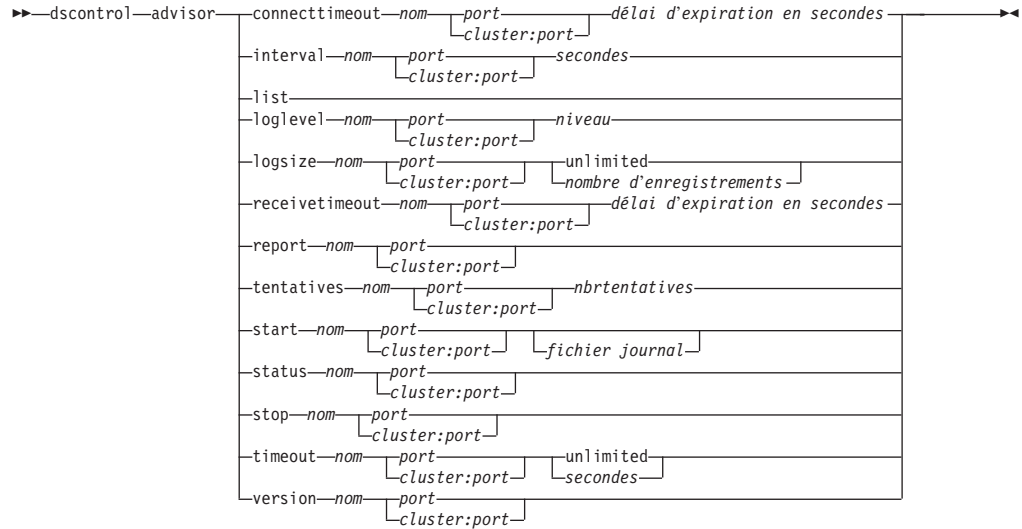 dscontrol advisor connecttimeout nom port délai d'expiration en secondes
cluster:port
interval nom port secondes
cluster:port
list
loglevel nom port niveau
cluster:port
logsize nom port unlimited
cluster:port nombre d'enregistrements
receivetimeout nom port délai d'expiration en secondes
cluster:port
report nom port
cluster:port
tentatives nom port nbrtentatives
cluster:port
start nom port
cluster:port fichier journal
status nom port
cluster:port
stop nom port
cluster:port
timeout nom port unlimited
cluster:port secondes
version nom port
cluster:port